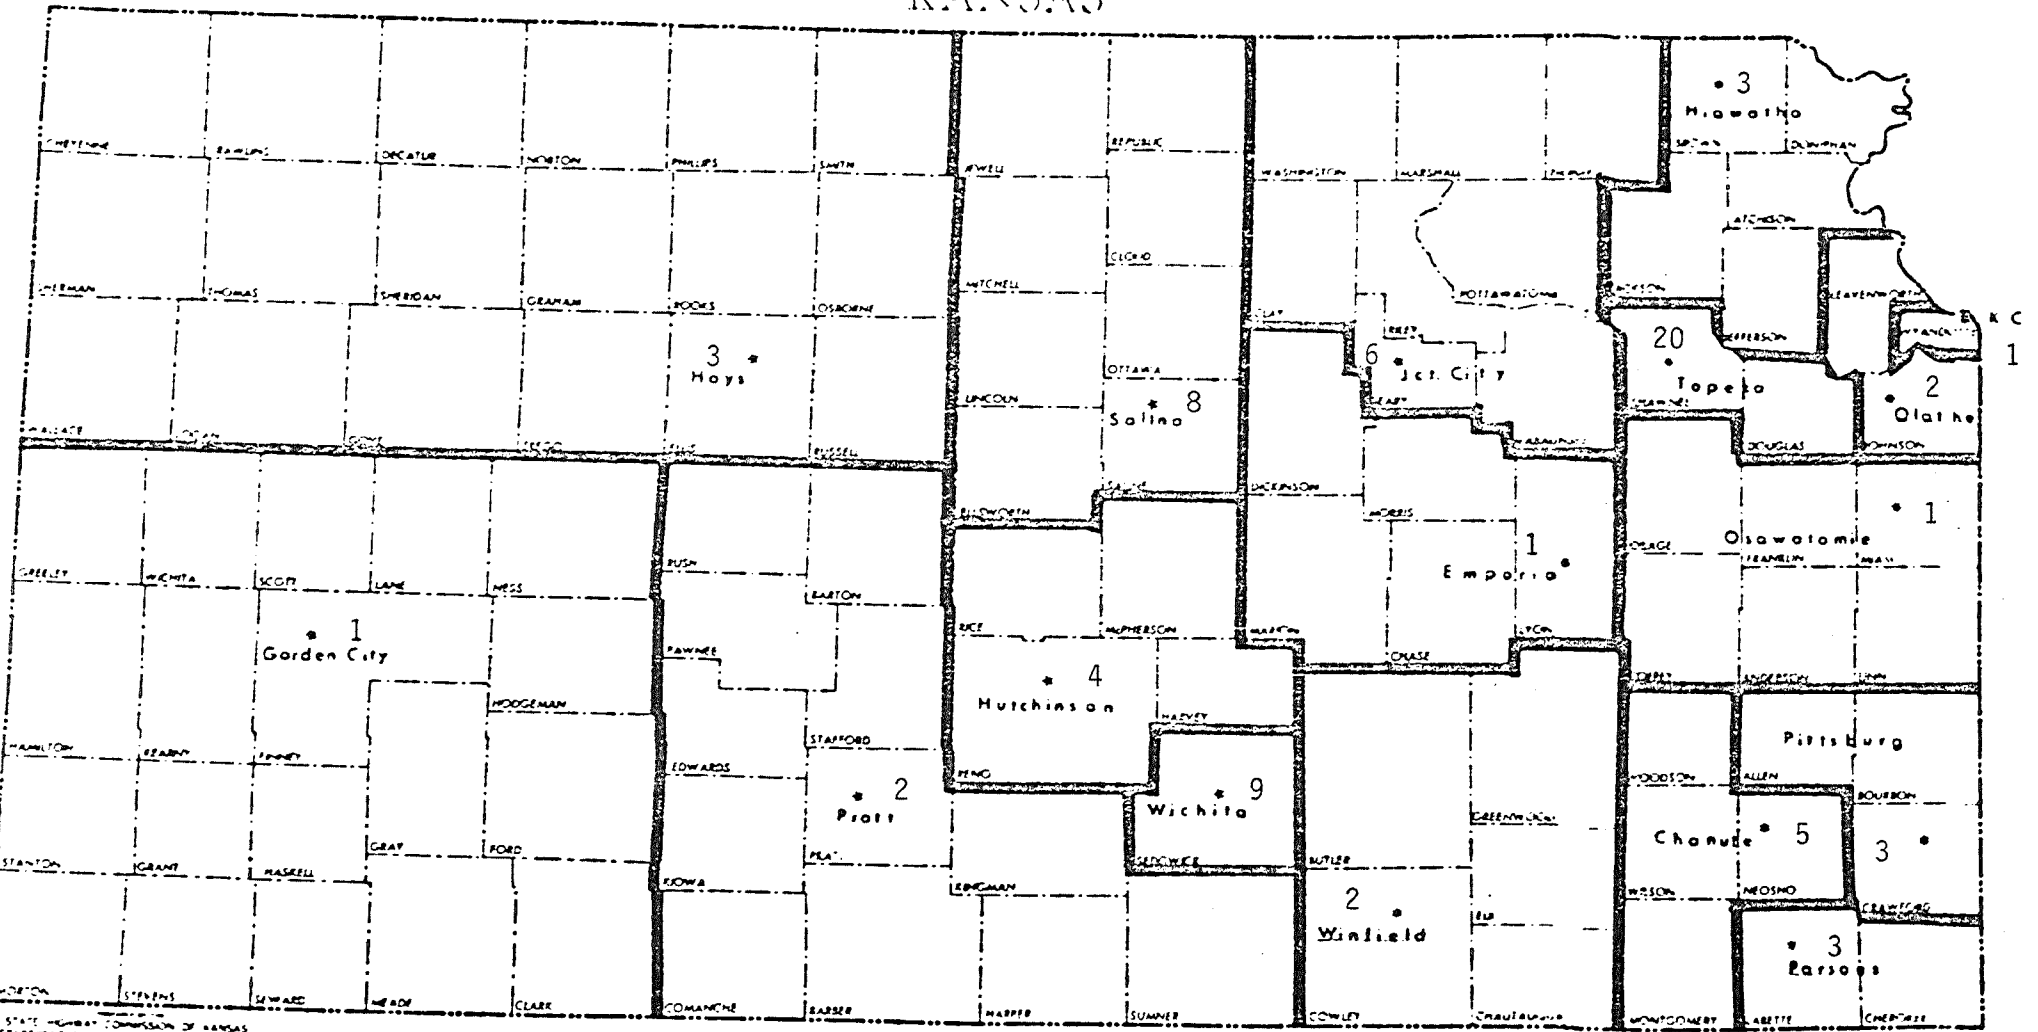 KANSAS
3
Hiawatha
CHEYENNE
RAWLINS
DECATUR
NORTON
PHILLIPS
SMITH
JEWELL
REPUBLIC
WASHINGTON
MARSHALL
BROWN
DONIPHAN
ATCHISON
SHERMAN
THOMAS
SHERIDAN
GRAHAM
ROOKS
OSBORNE
MITCHELL
CLOUD
CLAY
RILEY
POTTAWATOMIE
JACKSON
JEFFERSON
LEAVENWORTH
E K C
1
3
Hays
6
Jct. City
20
Topeka
2
Olathe
OTTAWA
LINCOLN
Salina
8
GEARY
WABAUNSEE
SHAWNEE
DOUGLAS
JOHNSON
WALLACE
LOGAN
GOVE
TREGO
ELLIS
RUSSELL
ELLSWORTH
SALINE
DICKINSON
MORRIS
1
Emporia
OSAGE
Osawatomie
1
FRANKLIN
MIAMI
GREELEY
WICHITA
SCOTT
LANE
NESS
RUSH
BARTON
RICE
McPHERSON
MARION
CHASE
LYON
COFFEY
ANDERSON
LINN
1
Garden City
PAWNEE
HODGEMAN
4
Hutchinson
HARVEY
HAMILTON
KEARNY
FINNEY
EDWARDS
STAFFORD
RENO
2
Pratt
Wichita
9
WOODSON
ALLEN
Pittsburg
BOURBON
STANTON
GRANT
HASKELL
GRAY
FORD
KIOWA
KINGMAN
SEDGWICK
BUTLER
GREENWOOD
Chanute
5
3
WILSON
NEOSHO
CRAWFORD
2
Winfield
ELK
3
Parsons
MORTON
STEVENS
SEWARD
MEADE
CLARK
COMANCHE
BARBER
HARPER
SUMNER
COWLEY
CHAUTAUQUA
MONTGOMERY
LABETTE
CHEROKEE
STATE HIGHWAY COMMISSION OF KANSAS